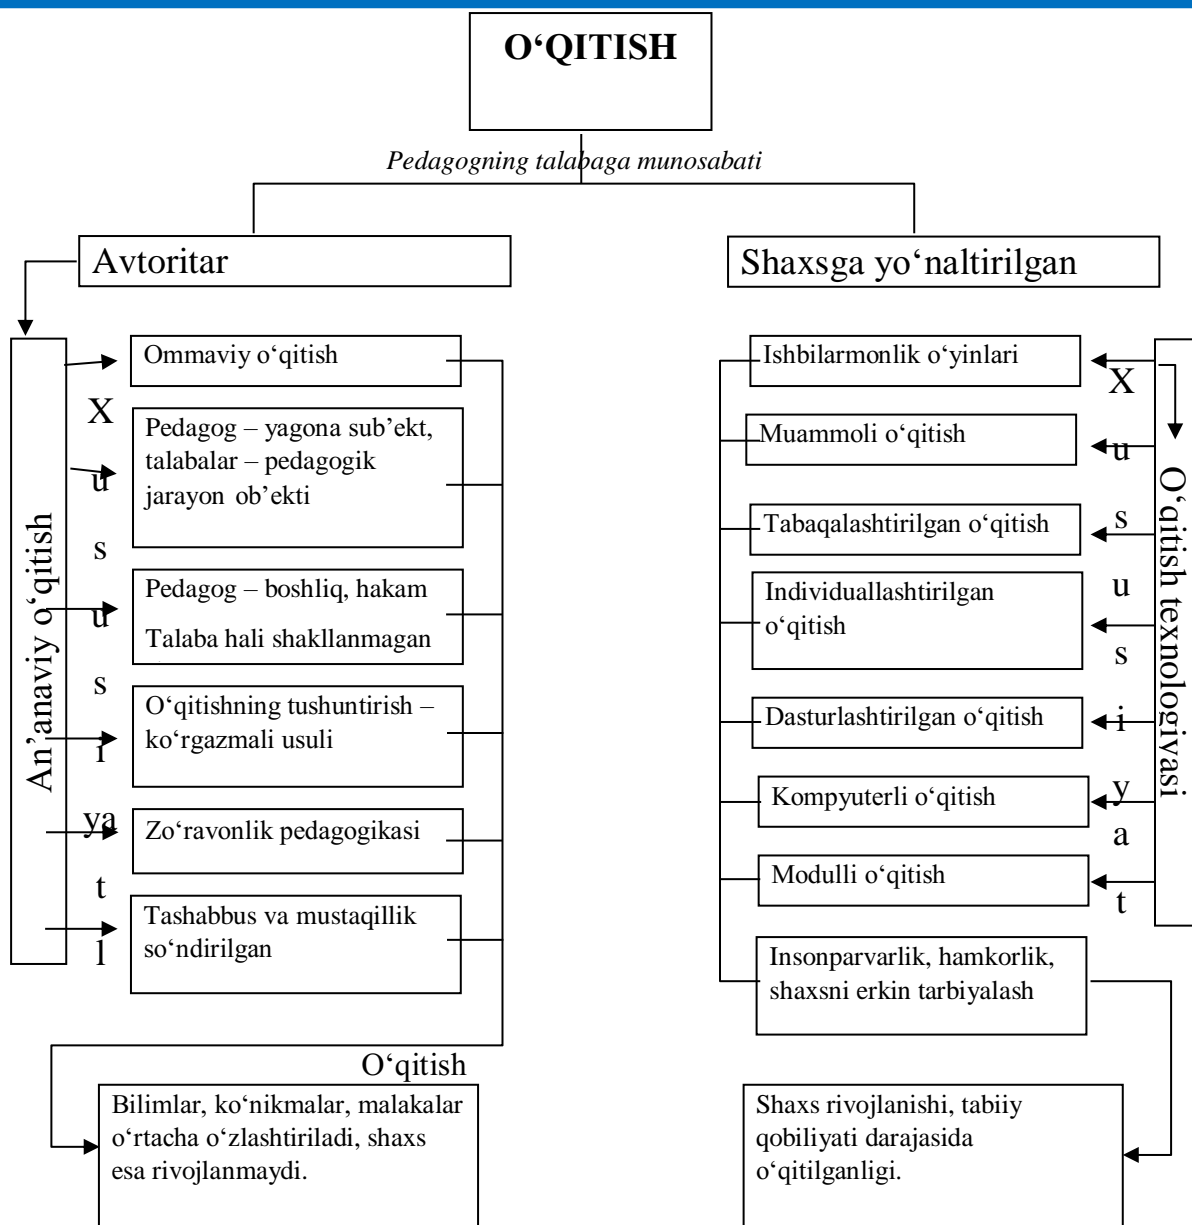 O‘QITISH
Pedagogning talabaga munosabati
Avtoritar
Shaxsga yo‘naltirilgan
An’anaviy o‘qitish
X
u
s
u
s
i
ya
t
l
Ommaviy o‘qitish
Pedagog – yagona sub’ekt,
talabalar – pedagogik
jarayon ob’ekti
Pedagog – boshliq, hakam
Talaba hali shakllanmagan
O‘qitishning tushuntirish –
ko‘rgazmali usuli
Zo‘ravonlik pedagogikasi
Tashabbus va mustaqillik
so‘ndirilgan
Ishbilarmonlik o‘yinlari
Muammoli o‘qitish
Tabaqalashtirilgan o‘qitish
Individuallashtirilgan
o‘qitish
Dasturlashtirilgan o‘qitish
Kompyuterli o‘qitish
Modulli o‘qitish
Insonparvarlik, hamkorlik,
shaxsni erkin tarbiyalash
X
u
s
u
s
i
y
a
t
O‘qitish texnologiyasi
O‘qitish
Bilimlar, ko‘nikmalar, malakalar
o‘rtacha o‘zlashtiriladi, shaxs
esa rivojlanmaydi.
Shaxs rivojlanishi, tabiiy
qobiliyati darajasida
o‘qitilganligi.